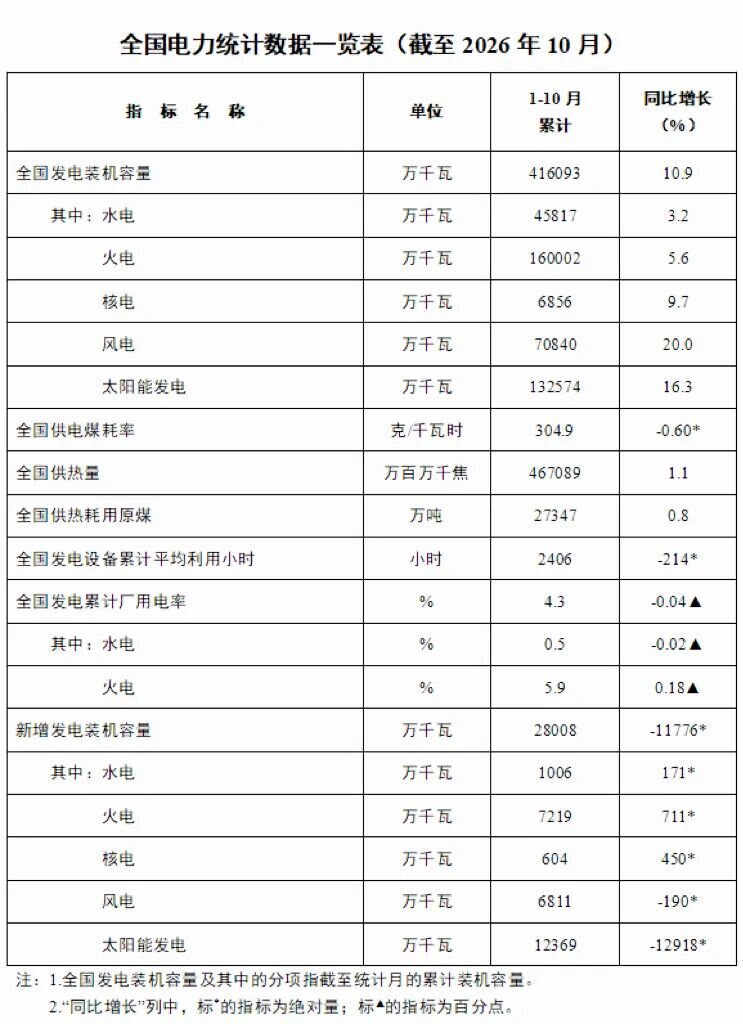 全国电力统计数据一览表（截至 2026 年 10 月）
指 标 名 称 单位 1-10 月累计 同比增长（%）
全国发电装机容量 万千瓦 416093 10.9
其中：水电 万千瓦 45817 3.2
火电 万千瓦 160002 5.6
核电 万千瓦 6856 9.7
风电 万千瓦 70840 20.0
太阳能发电 万千瓦 132574 16.3
全国供电煤耗率 克/千瓦时 304.9 -0.60*
全国供热量 万百万千焦 467089 1.1
全国供热耗用原煤 万吨 27347 0.8
全国发电设备累计平均利用小时 小时 2406 -214*
全国发电累计厂用电率 % 4.3 -0.04▲
其中：水电 % 0.5 -0.02▲
火电 % 5.9 0.18▲
新增发电装机容量 万千瓦 28008 -11776*
其中：水电 万千瓦 1006 171*
火电 万千瓦 7219 711*
核电 万千瓦 604 450*
风电 万千瓦 6811 -190*
太阳能发电 万千瓦 12369 -12918*
注：1.全国发电装机容量及其中的分项指截至统计月的累计装机容量。
2.“同比增长”列中，标*的指标为绝对量；标▲的指标为百分点。